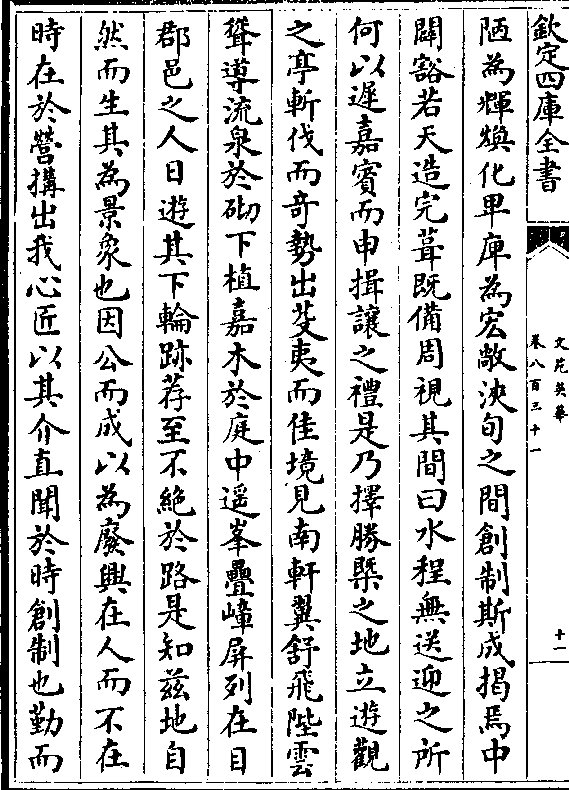 欽定四庫全書
文苑英華
卷八百三十一
十一
陋為輝煥化卑庫為宏敞浹旬之間創制斯成揭焉中
闢豁若天造完葺既備周視其間曰水程無送迎之所
何以遲嘉賓而申揖讓之禮是乃擇勝槩之地立遊觀
之亭斬伐而竒勢出芟夷而佳境見南軒翼舒飛陛雲
聳導流泉於砌下植嘉木於庭中遥峯疊嶂屏列在目
郡邑之人日遊其下輪跡荐至不絶於路是知兹地自
然而生其為景象也因公而成以為廢興在人而不在
時在於營搆出我心匠以其介直聞於時創制也勤而